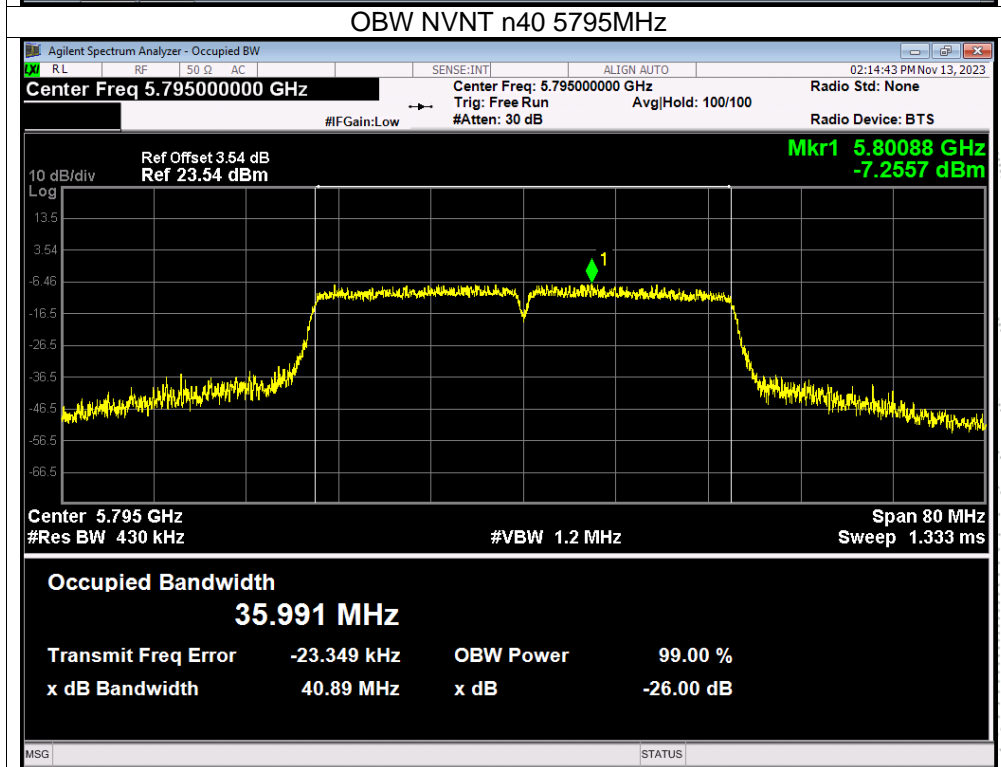 OBW NVNT n40 5795MHz
Agilent Spectrum Analyzer - Occupied BW
LXI RL RF 50 Ω AC SENSE:INT ALIGN AUTO 02:14:43 PM Nov 13, 2023
Center Freq 5.795000000 GHz Center Freq: 5.795000000 GHz Radio Std: None
Trig: Free Run Avg|Hold: 100/100
#IFGain:Low #Atten: 30 dB Radio Device: BTS
Mkr1 5.80088 GHz
-7.2557 dBm
Ref Offset 3.54 dB
10 dB/div Ref 23.54 dBm
Log
13.5
3.54
1
-6.46
-16.5
-26.5
-36.5
-46.5
-56.5
-66.5
Center 5.795 GHz Span 80 MHz
#Res BW 430 kHz #VBW 1.2 MHz Sweep 1.333 ms
Occupied Bandwidth
35.991 MHz
Transmit Freq Error -23.349 kHz OBW Power 99.00 %
x dB Bandwidth 40.89 MHz x dB -26.00 dB
MSG STATUS